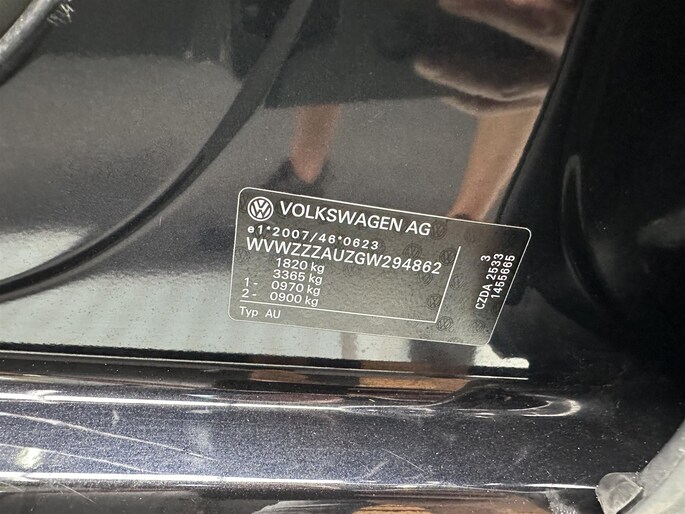 VOLKSWAGEN AG
e1*2007/46*0623
WVWZZZAUZGW294862
1820 kg
3365 kg
1- 0970 kg
2- 0900 kg
Typ AU
3
CZDA 2533
1455665